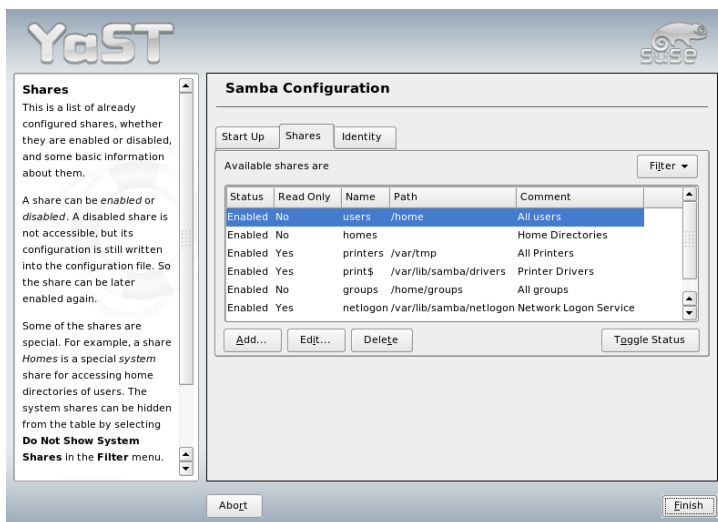 YaST
SUSE
Shares
This is a list of already
configured shares, whether
they are enabled or disabled,
and some basic information
about them.
A share can be enabled or
disabled. A disabled share is
not accessible, but its
configuration is still written
into the configuration file. So
the share can be later
enabled again.
Some of the shares are
special. For example, a share
Homes is a special system
share for accessing home
directories of users. The
system shares can be hidden
from the table by selecting
Do Not Show System
Shares in the Filter menu.
Samba Configuration
Start Up Shares Identity
Available shares are Filter
Status Read Only Name Path Comment
Enabled No users /home All users
Enabled No homes Home Directories
Enabled Yes printers /var/tmp All Printers
Enabled Yes print$ /var/lib/samba/drivers Printer Drivers
Enabled No groups /home/groups All groups
Enabled Yes netlogon /var/lib/samba/netlogon Network Logon Service
Add... Edit... Delete Toggle Status
Abort Finish